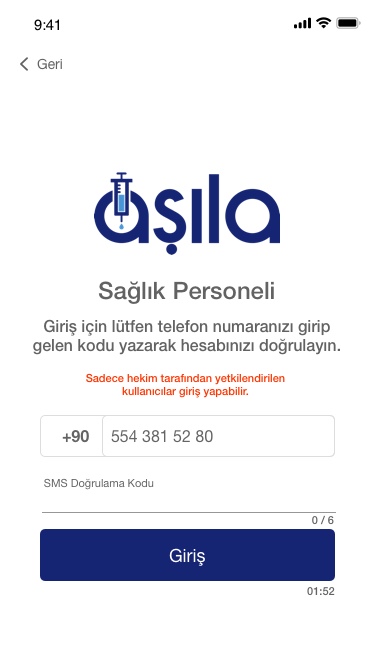 9:41
Geri
aşıla
Sağlık Personeli
Giriş için lütfen telefon numaranızı girip
gelen kodu yazarak hesabınızı doğrulayın.
Sadece hekim tarafından yetkilendirilen
kullanıcılar giriş yapabilir.
+90 554 381 52 80
SMS Doğrulama Kodu
0 / 6
Giriş
01:52